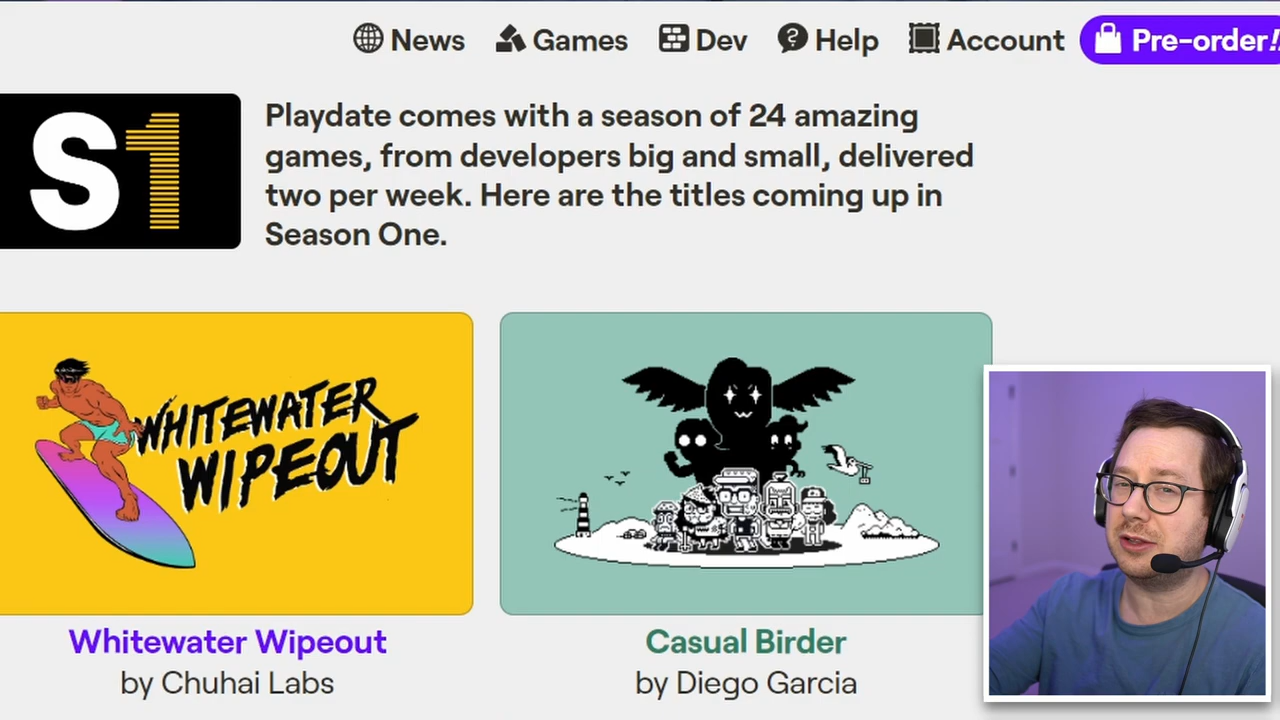 News Games Dev Help Account Pre-order!
S1
Playdate comes with a season of 24 amazing
games, from developers big and small, delivered
two per week. Here are the titles coming up in
Season One.
WHITEWATER
WIPEOUT
Whitewater Wipeout
by Chuhai Labs
Casual Birder
by Diego Garcia